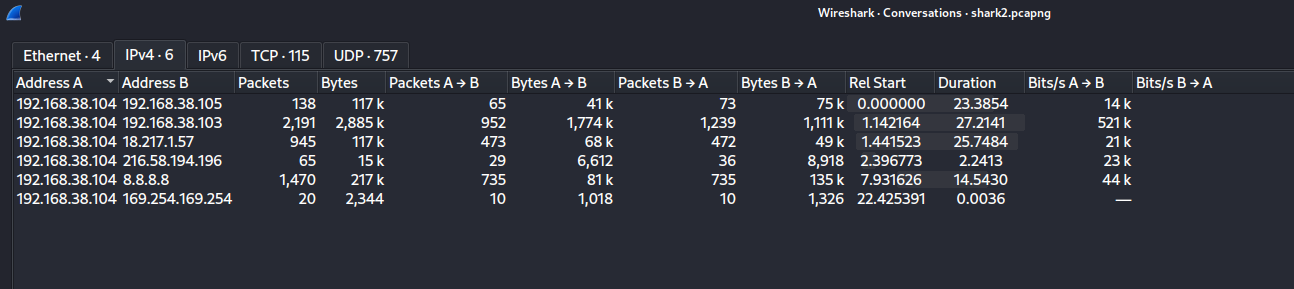 Wireshark · Conversations · shark2.pcapng
Ethernet · 4 IPv4 · 6 IPv6 TCP · 115 UDP · 757
Address A Address B Packets Bytes Packets A → B Bytes A → B Packets B → A Bytes B → A Rel Start Duration Bits/s A → B Bits/s B → A
192.168.38.104 192.168.38.105 138 117 k 65 41 k 73 75 k 0.000000 23.3854 14 k
192.168.38.104 192.168.38.103 2,191 2,885 k 952 1,774 k 1,239 1,111 k 1.142164 27.2141 521 k
192.168.38.104 18.217.1.57 945 117 k 473 68 k 472 49 k 1.441523 25.7484 21 k
192.168.38.104 216.58.194.196 65 15 k 29 6,612 36 8,918 2.396773 2.2413 23 k
192.168.38.104 8.8.8.8 1,470 217 k 735 81 k 735 135 k 7.931626 14.5430 44 k
192.168.38.104 169.254.169.254 20 2,344 10 1,018 10 1,326 22.425391 0.0036 —